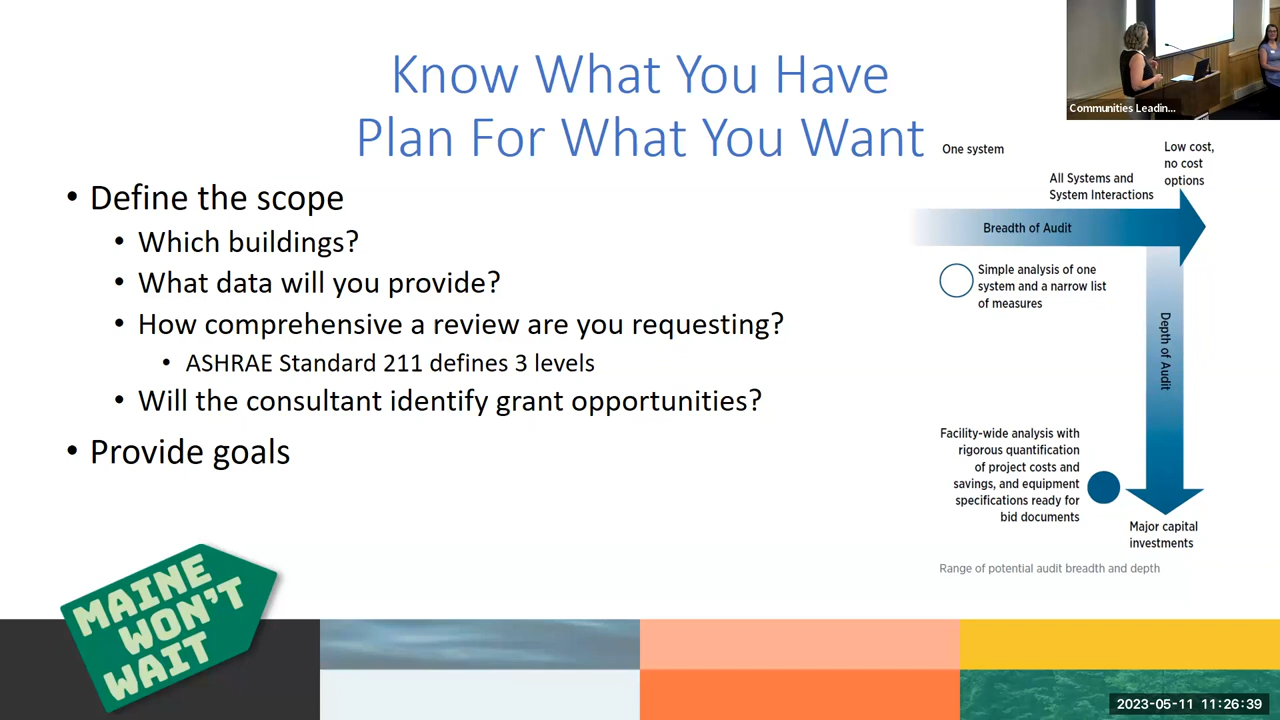 Know What You Have
Plan For What You Want
• Define the scope
• Which buildings?
• What data will you provide?
• How comprehensive a review are you requesting?
• ASHRAE Standard 211 defines 3 levels
• Will the consultant identify grant opportunities?
• Provide goals
Communities Leadin...
One system
All Systems and
System Interactions
Low cost,
no cost
options
Breadth of Audit
Simple analysis of one
system and a narrow list
of measures
Depth of Audit
Facility-wide analysis with
rigorous quantification
of project costs and
savings, and equipment
specifications ready for
bid documents
Major capital
investments
Range of potential audit breadth and depth
MAINE
WON'T
WAIT
2023-05-11 11:26:39